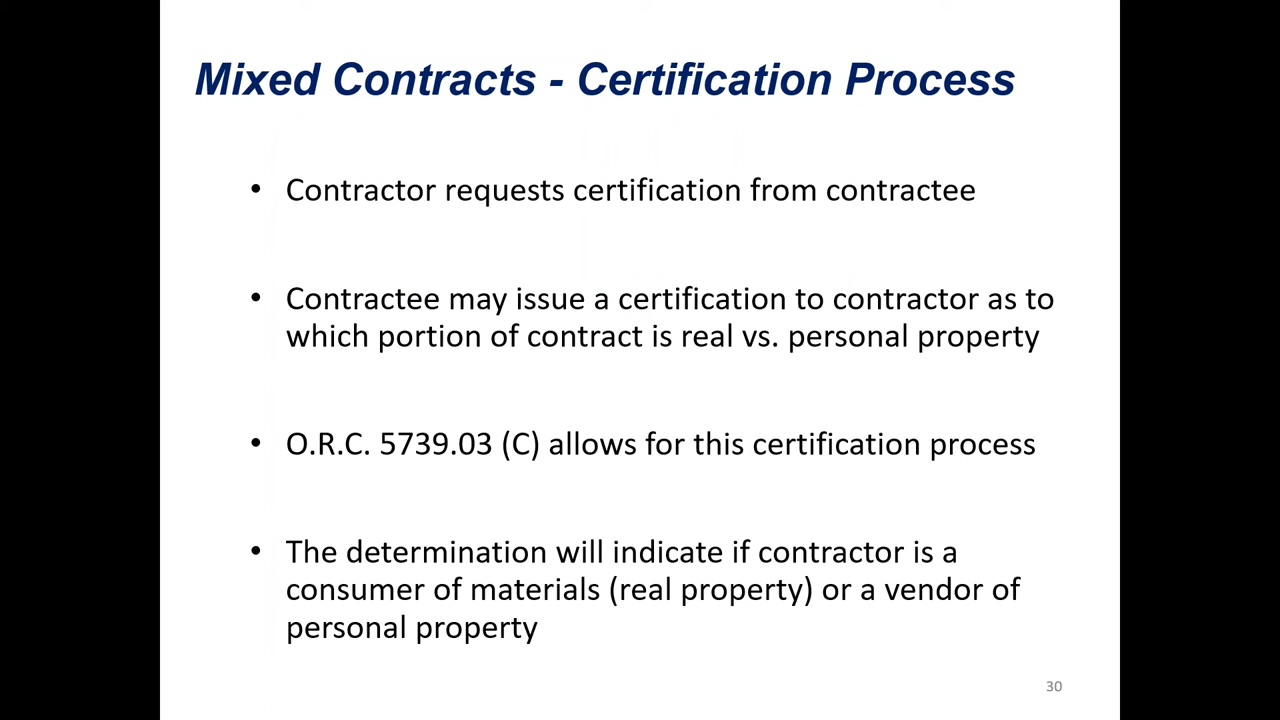 Mixed Contracts - Certification Process
• Contractor requests certification from contractee
• Contractee may issue a certification to contractor as to
which portion of contract is real vs. personal property
• O.R.C. 5739.03 (C) allows for this certification process
• The determination will indicate if contractor is a
consumer of materials (real property) or a vendor of
personal property
30